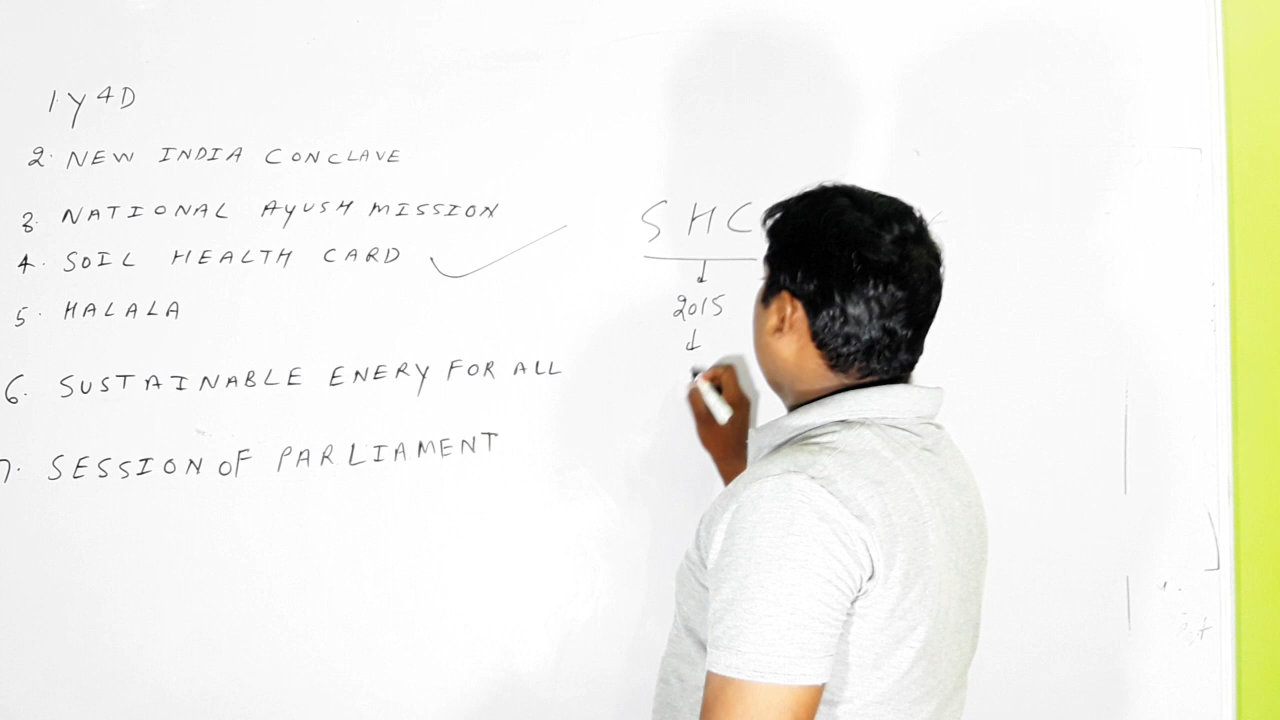 1. Y4D
2. NEW INDIA CONCLAVE
3. NATIONAL AYUSH MISSION
4. SOIL HEALTH CARD
5. HALALA
6. SUSTAINABLE ENERY FOR ALL
7. SESSION OF PARLIAMENT
SHC
2015